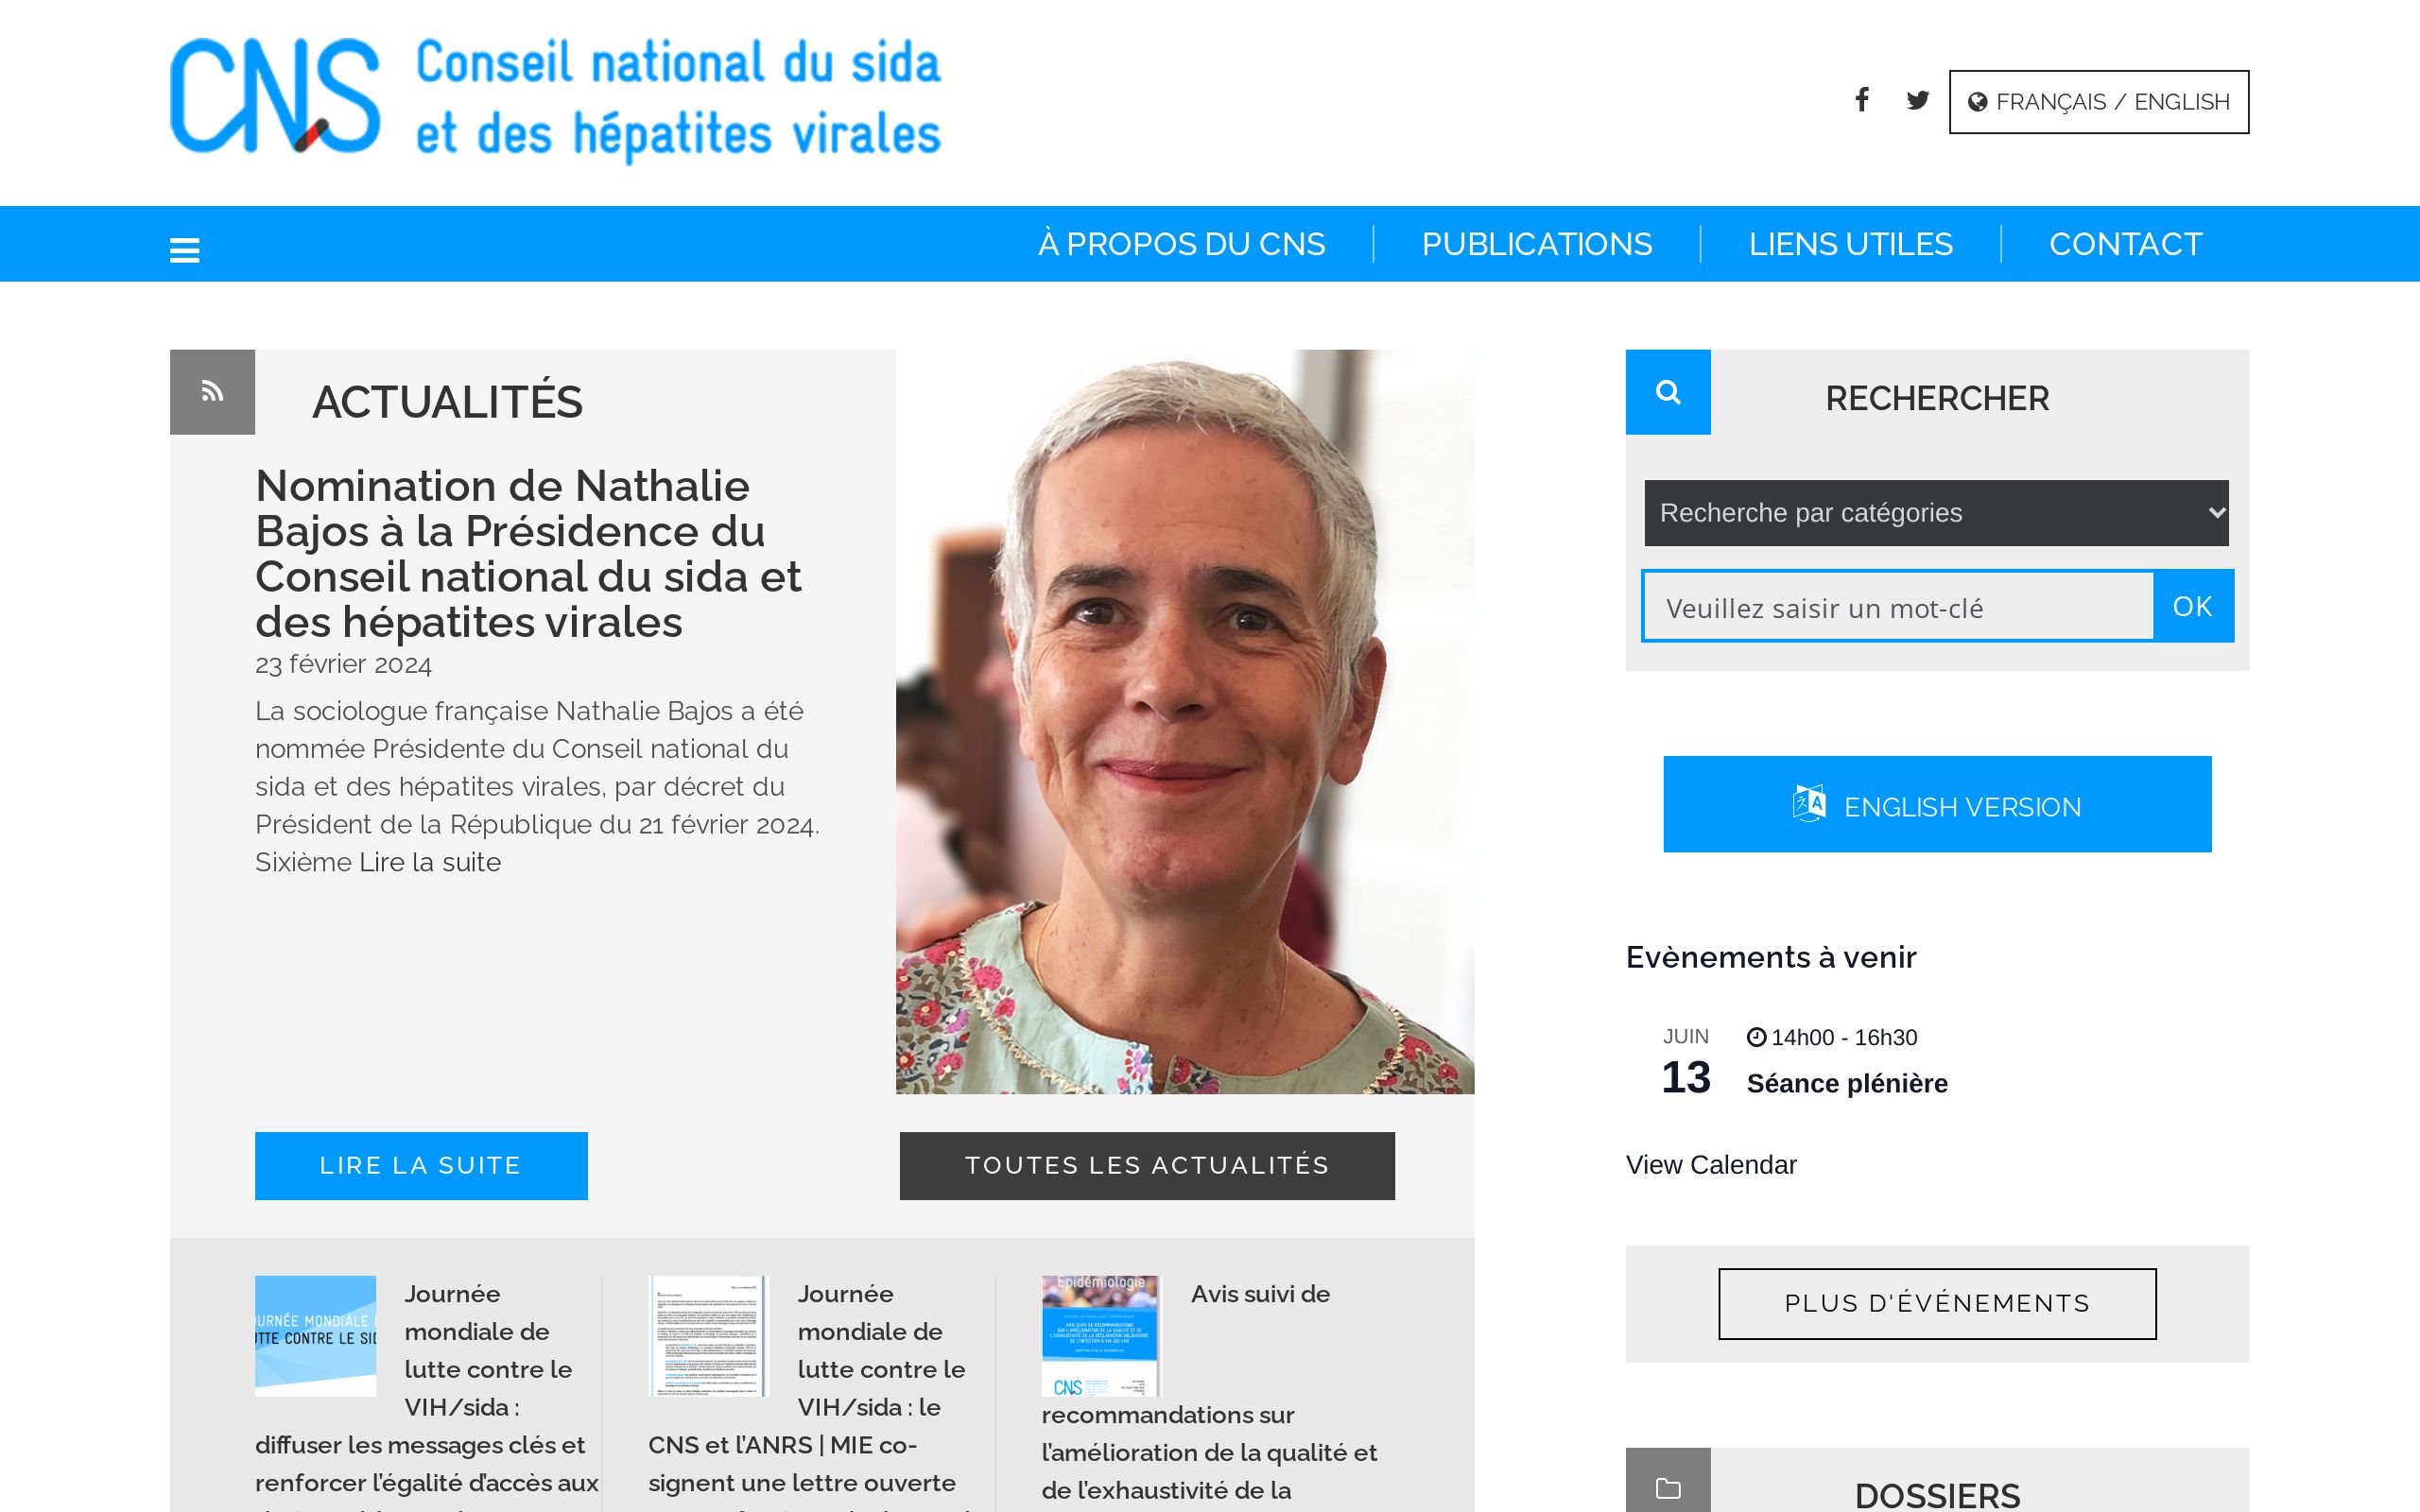 CNS Conseil national du sida
et des hépatites virales
FRANÇAIS / ENGLISH
À PROPOS DU CNS
PUBLICATIONS
LIENS UTILES
CONTACT
ACTUALITÉS
Nomination de Nathalie
Bajos à la Présidence du
Conseil national du sida et
des hépatites virales
23 février 2024
La sociologue française Nathalie Bajos a été
nommée Présidente du Conseil national du
sida et des hépatites virales, par décret du
Président de la République du 21 février 2024.
Sixième Lire la suite
LIRE LA SUITE
TOUTES LES ACTUALITÉS
Journée
mondiale de
lutte contre le
VIH/sida :
diffuser les messages clés et
renforcer l’égalité d’accès aux
Journée
mondiale de
lutte contre le
VIH/sida : le
CNS et l’ANRS | MIE co-
signent une lettre ouverte
Epidémiologie
CNS
Avis suivi de
recommandations sur
l’amélioration de la qualité et
de l’exhaustivité de la
RECHERCHER
Recherche par catégories
Veuillez saisir un mot-clé
OK
ENGLISH VERSION
Evènements à venir
JUIN
13
14h00 - 16h30
Séance plénière
View Calendar
PLUS D'ÉVÉNEMENTS
DOSSIERS